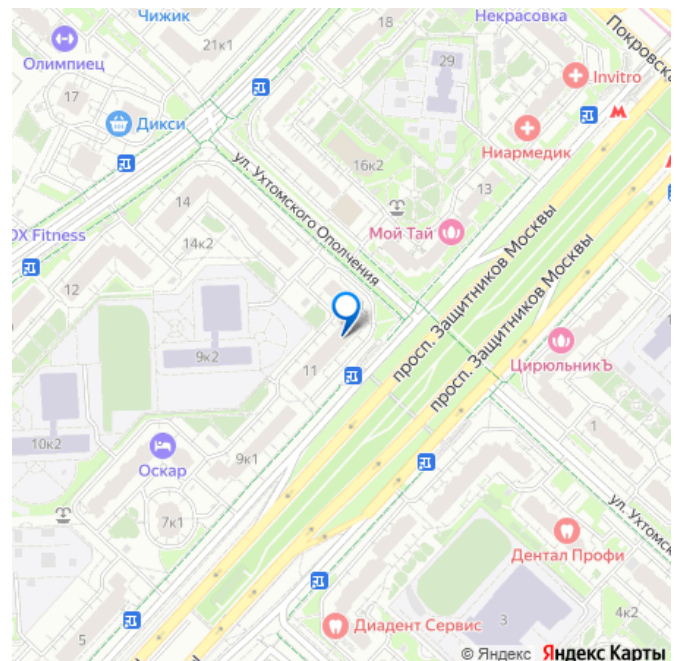 Чижик
Некрасовка
Покровска
21к1
Олимпиец
29
Invitro
17
Дикси
Ниармедик
16к2
ул. Ухтомского Ополчения
13
14
Мой Тай
DX Fitness
14к2
просп. Защитников Москвы
просп. Защитников Москвы
12
9к2
11
ЦирюльникЪ
10к2
9к1
1
Оскар
7к1
ул. Ухтомск
Дентал Профи
Диадент Сервис
3
4к2
5
© Яндекс Яндекс Карты